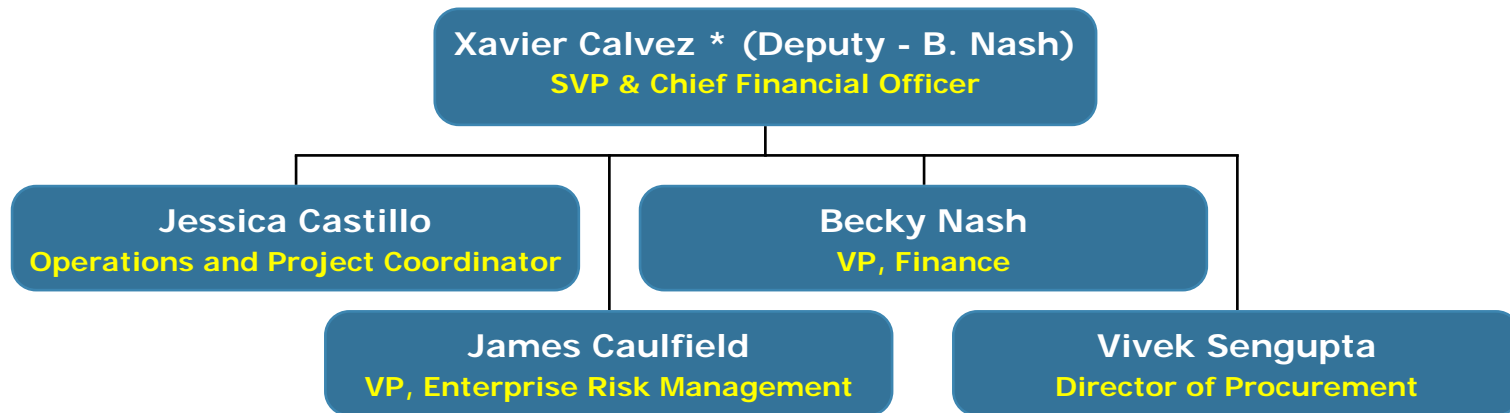 Xavier Calvez * (Deputy - B. Nash)
SVP & Chief Financial Officer
Jessica Castillo
Operations and Project Coordinator
Becky Nash
VP, Finance
James Caulfield
VP, Enterprise Risk Management
Vivek Sengupta
Director of Procurement